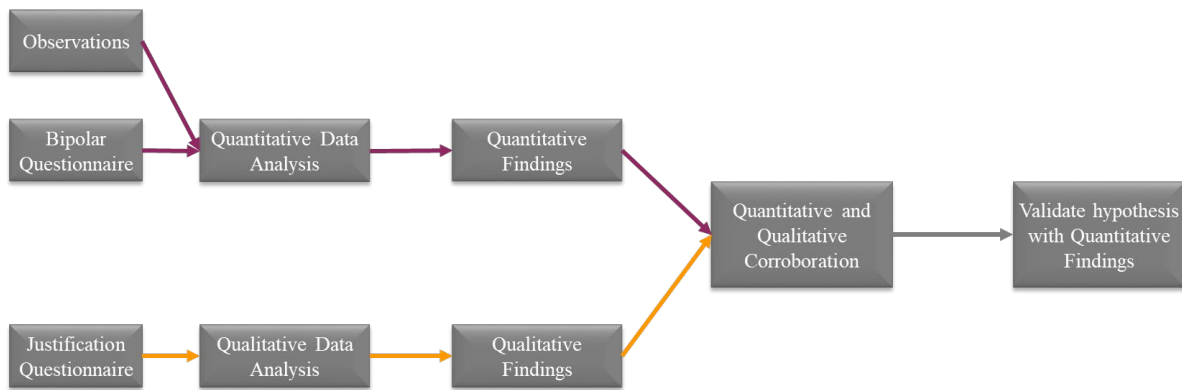 Observations
Bipolar
Questionnaire
Quantitative Data
Analysis
Quantitative
Findings
Quantitative and
Qualitative
Corroboration
Validate hypothesis
with Quantitative
Findings
Justification
Questionnaire
Qualitative Data
Analysis
Qualitative
Findings